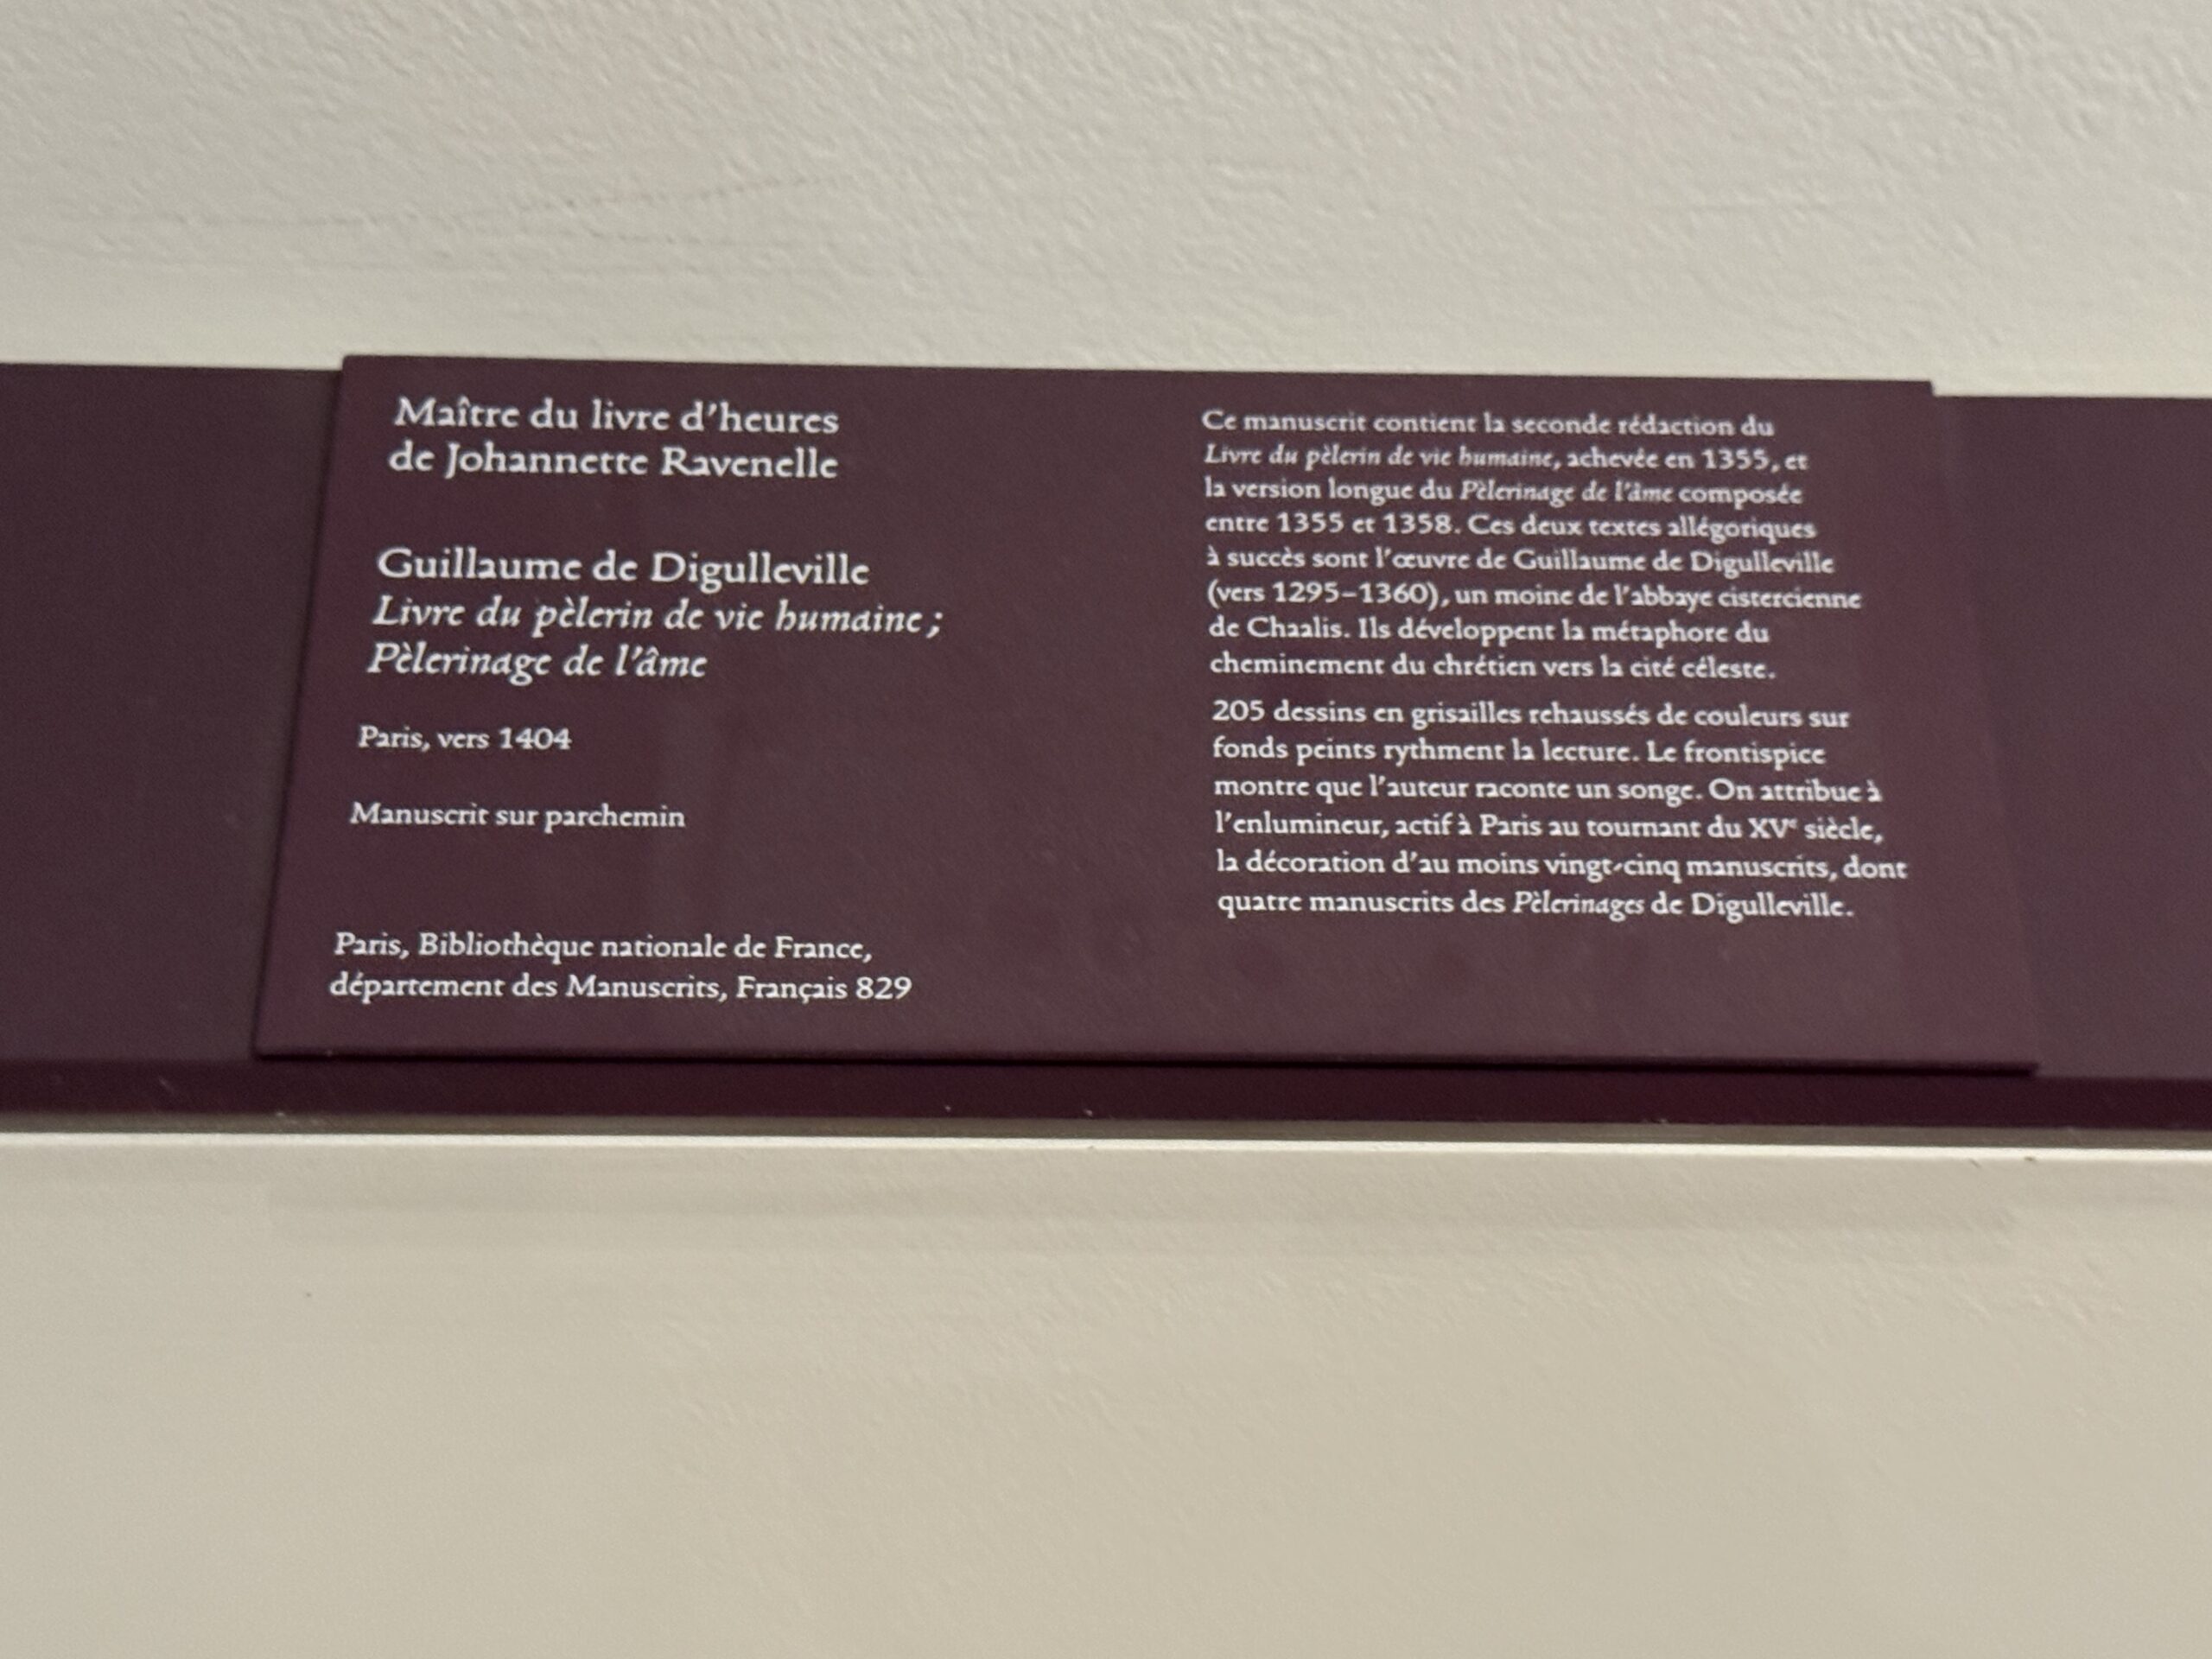 Maître du livre d'heures
de Johannette Ravenelle
Guillaume de Digulleville
Livre du pèlerin de vie humaine ;
Pèlerinage de l'âme
Paris, vers 1404
Manuscrit sur parchemin
Paris, Bibliothèque nationale de France,
département des Manuscrits, Français 829
Ce manuscrit contient la seconde rédaction du
Livre du pèlerin de vie humaine, achevée en 1355, et
la version longue du Pèlerinage de l'âme composée
entre 1355 et 1358. Ces deux textes allégoriques
à succès sont l'œuvre de Guillaume de Digulleville
(vers 1295–1360), un moine de l'abbaye cistercienne
de Chaalis. Ils développent la métaphore du
cheminement du chrétien vers la cité céleste.
205 dessins en grisailles rehaussés de couleurs sur
fonds peints rythment la lecture. Le frontispice
montre que l'auteur raconte un songe. On attribue à
l'enlumineur, actif à Paris au tournant du XVe siècle,
la décoration d'au moins vingt-cinq manuscrits, dont
quatre manuscrits des Pèlerinages de Digulleville.